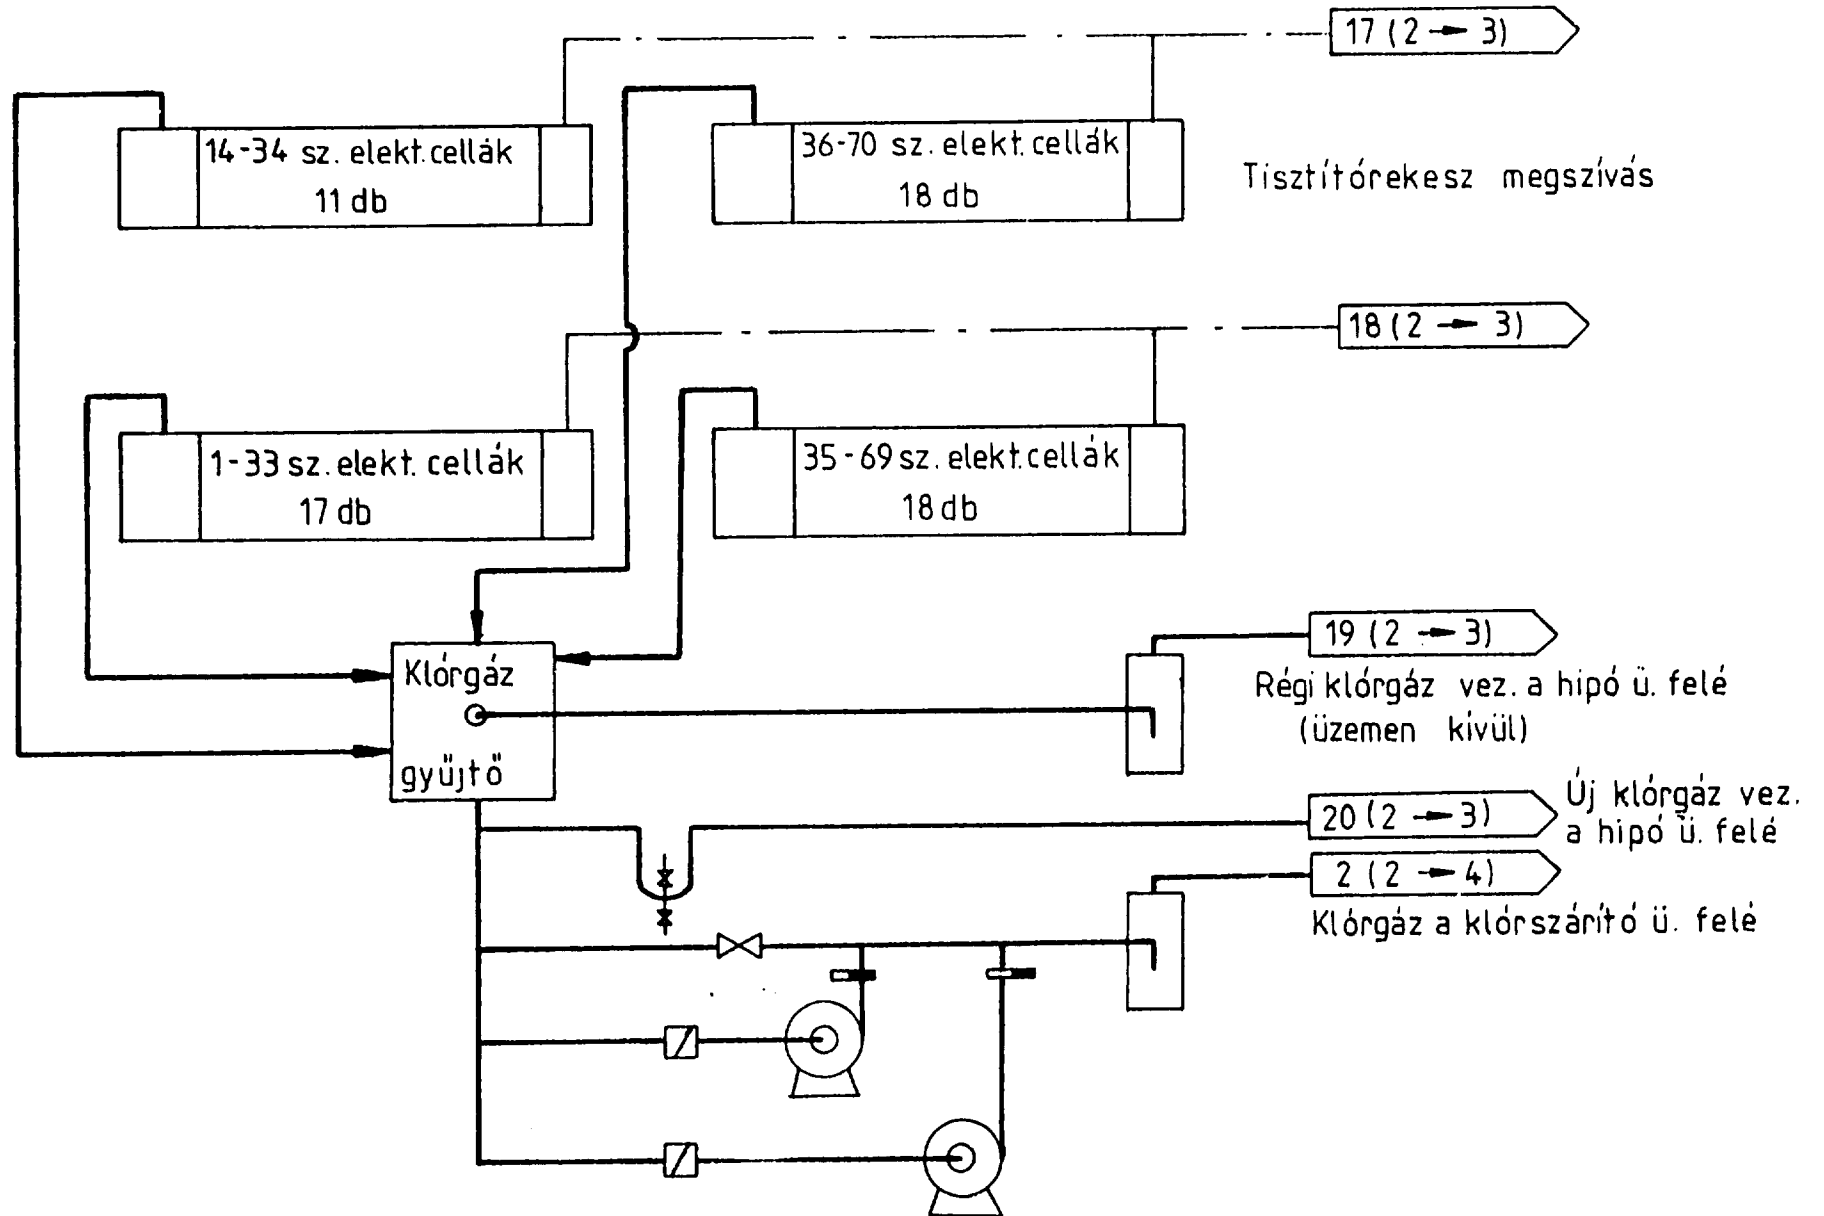 17 (2 → 3)
14-34 sz. elekt. cellák
11 db
36-70 sz. elekt. cellák
18 db
Tisztítórekesz megszívás
18 (2 → 3)
1-33 sz. elekt. cellák
17 db
35-69 sz. elekt. cellák
18 db
19 (2 → 3)
Klórgáz
gyűjtő
Régi klórgáz vez. a hipó ü. felé
(üzemen kívül)
20 (2 → 3)
Új klórgáz vez.
a hipó ü. felé
2 (2 → 4)
Klórgáz a klórszárító ü. felé